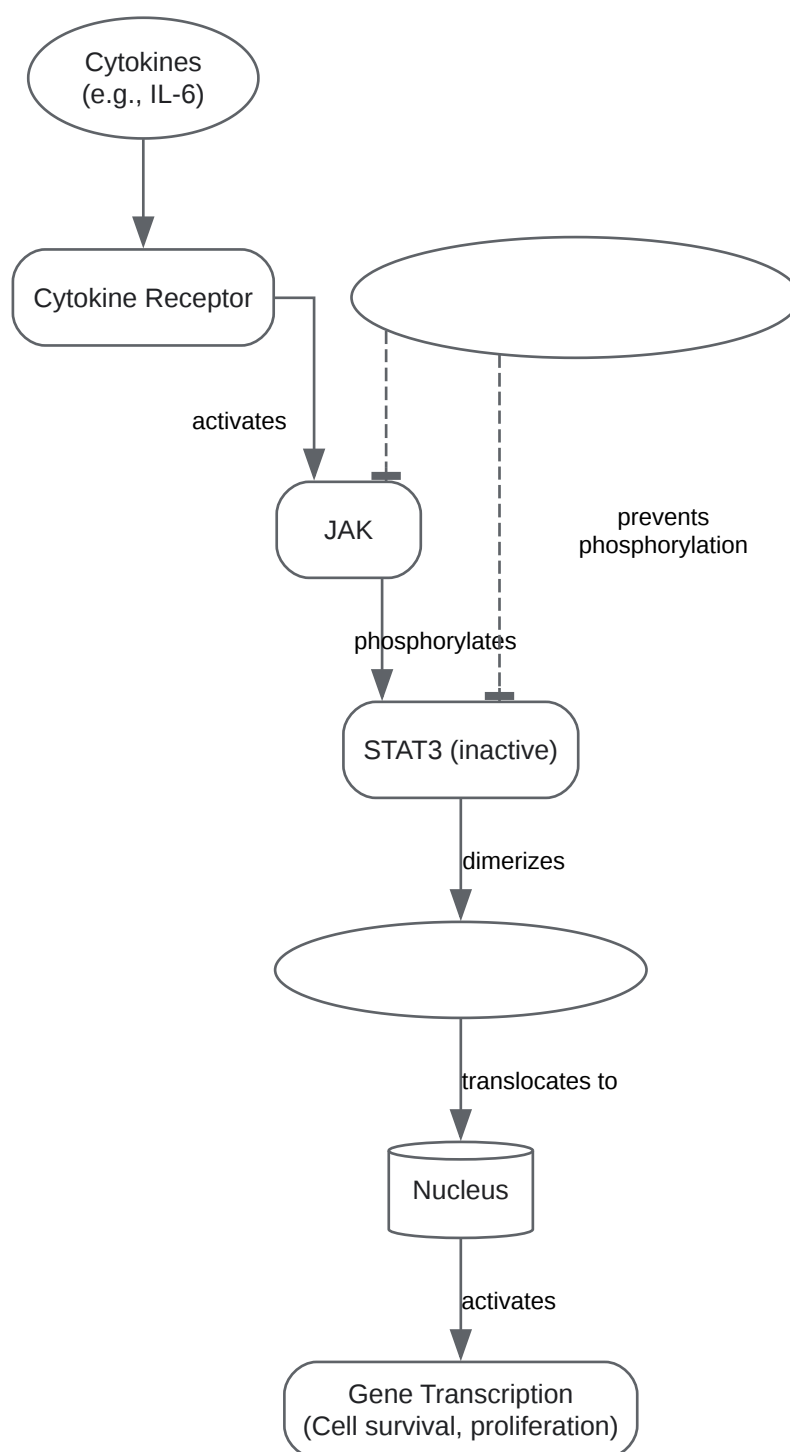 Cytokines
(e.g., IL-6)
Cytokine Receptor
activates
JAK
prevents
phosphorylation
phosphorylates
STAT3 (inactive)
dimerizes
translocates to
Nucleus
activates
Gene Transcription
(Cell survival, proliferation)